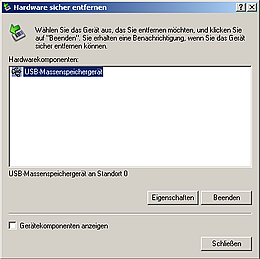 Hardware sicher entfernen
Wählen Sie das Gerät aus, das Sie entfernen möchten, und klicken Sie
auf "Beenden". Sie erhalten eine Benachrichtigung, wenn Sie das Gerät
sicher entfernen können.
Hardwarekomponenten:
USB-Massenspeichergerät
USB-Massenspeichergerät an Standort 0
Eigenschaften
Beenden
Gerätekomponenten anzeigen
Schließen